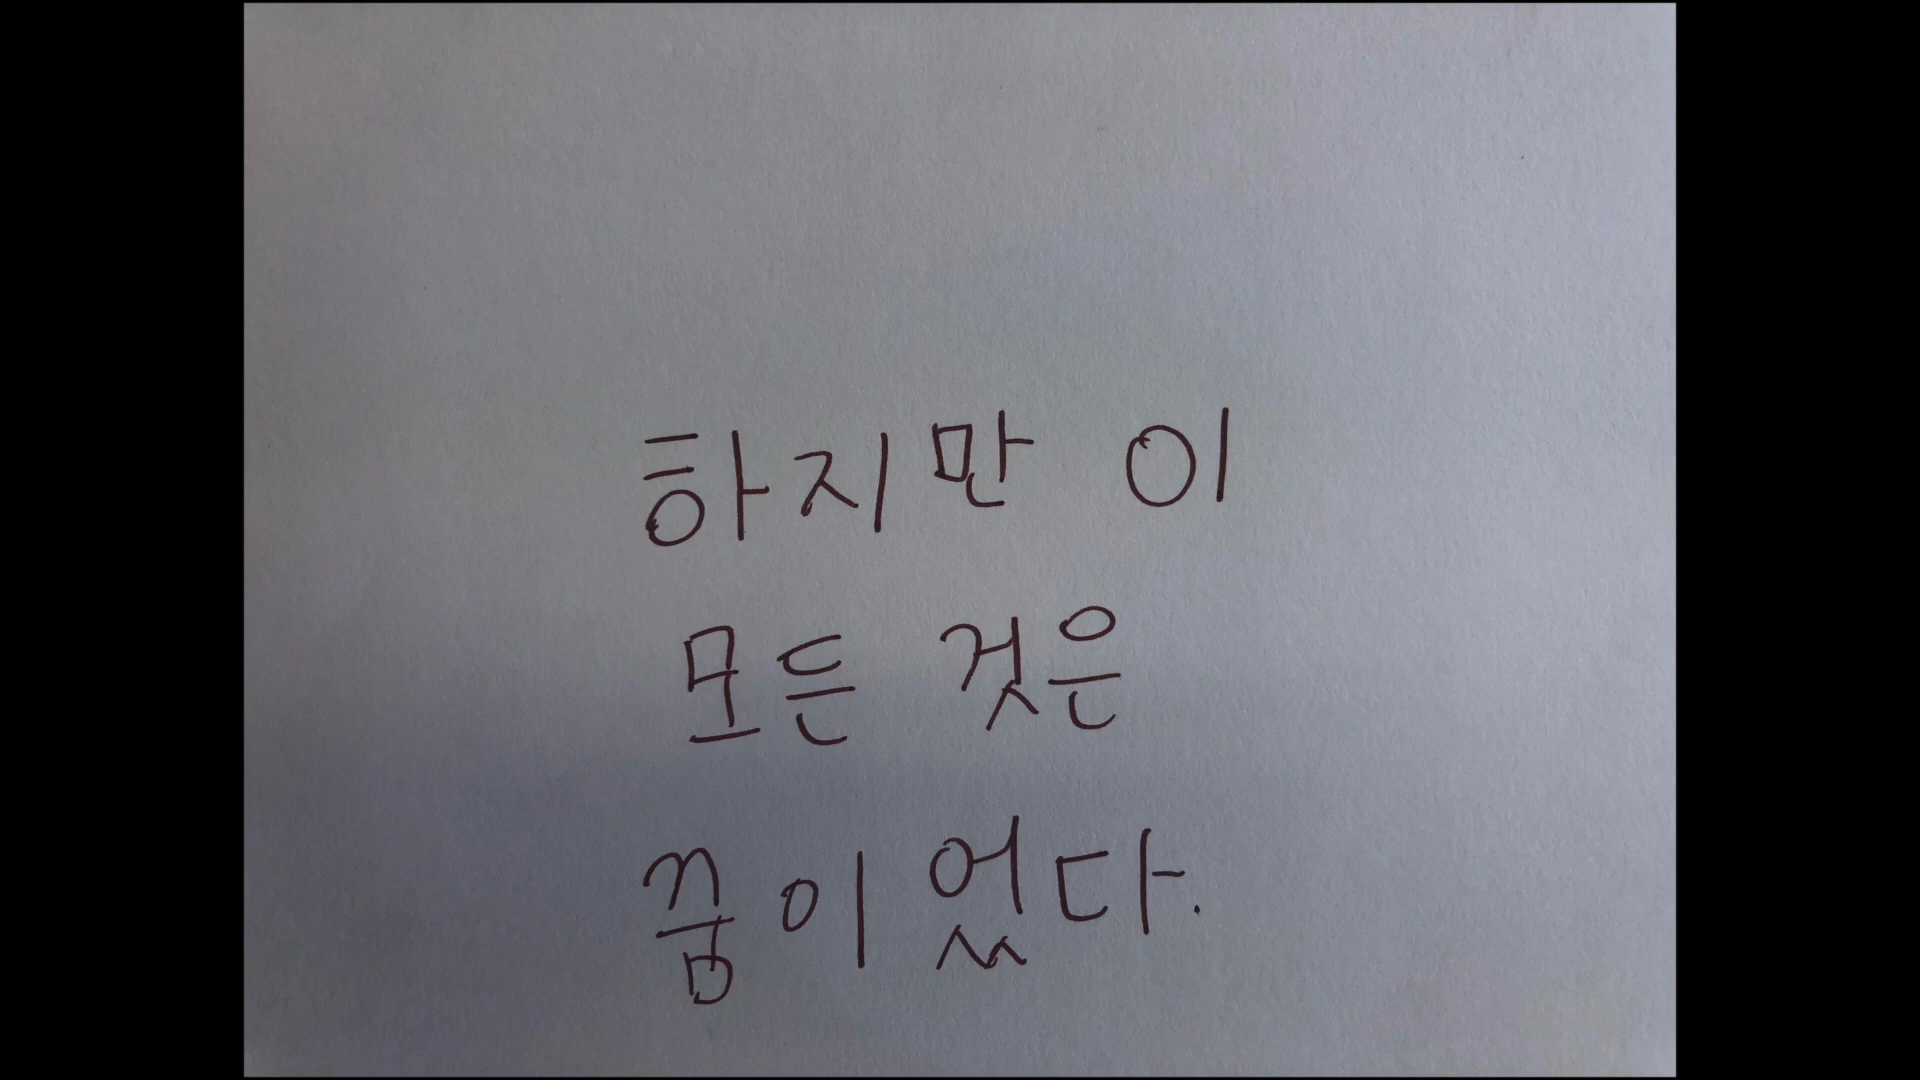 하지만 이
모든 것은
꿈이었다.